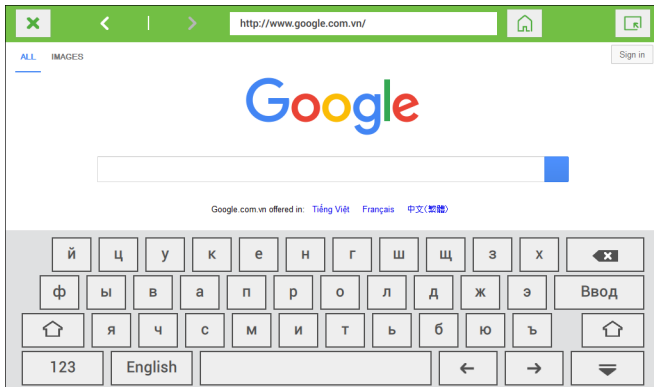 http://www.google.com.vn/
ALL IMAGES Sign in
Google
Google.com.vn offered in: Tiếng Việt Français 中文(繁體)
й ц у к е н г ш щ з х
ф ы в а п р о л д ж э Ввод
я ч с м и т ь б ю ъ
123 English